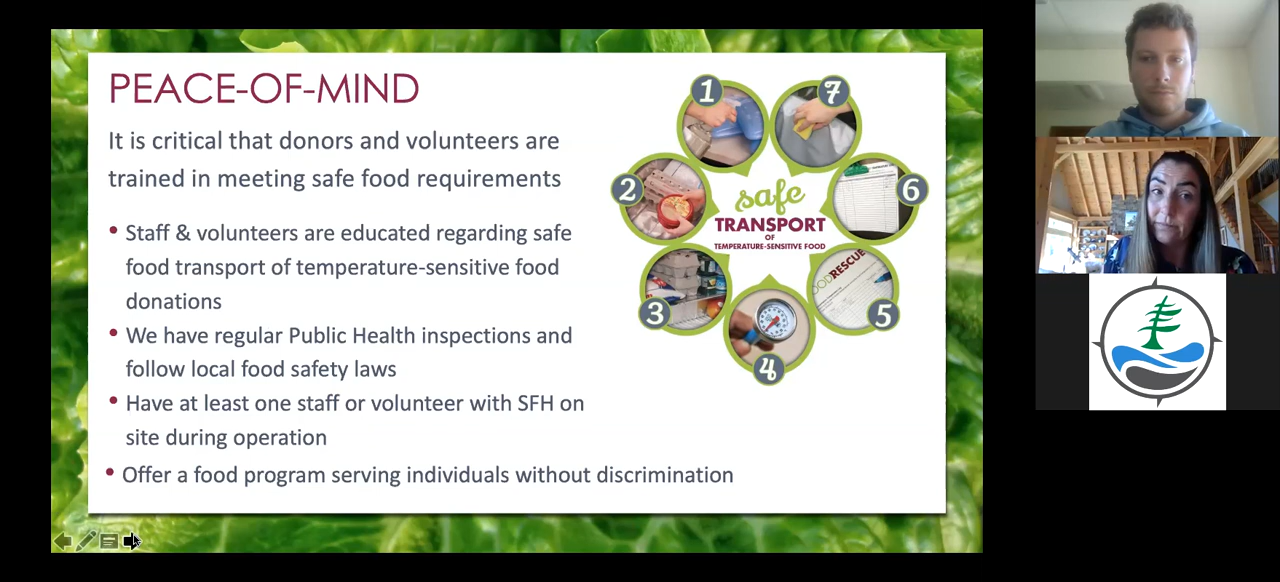 PEACE-OF-MIND
It is critical that donors and volunteers are
trained in meeting safe food requirements
• Staff & volunteers are educated regarding safe
food transport of temperature-sensitive food
donations
• We have regular Public Health inspections and
follow local food safety laws
• Have at least one staff or volunteer with SFH on
site during operation
• Offer a food program serving individuals without discrimination
1
2
3
4
5
6
7
safe
TRANSPORT
OF
TEMPERATURE-SENSITIVE FOOD
OODRESCUE